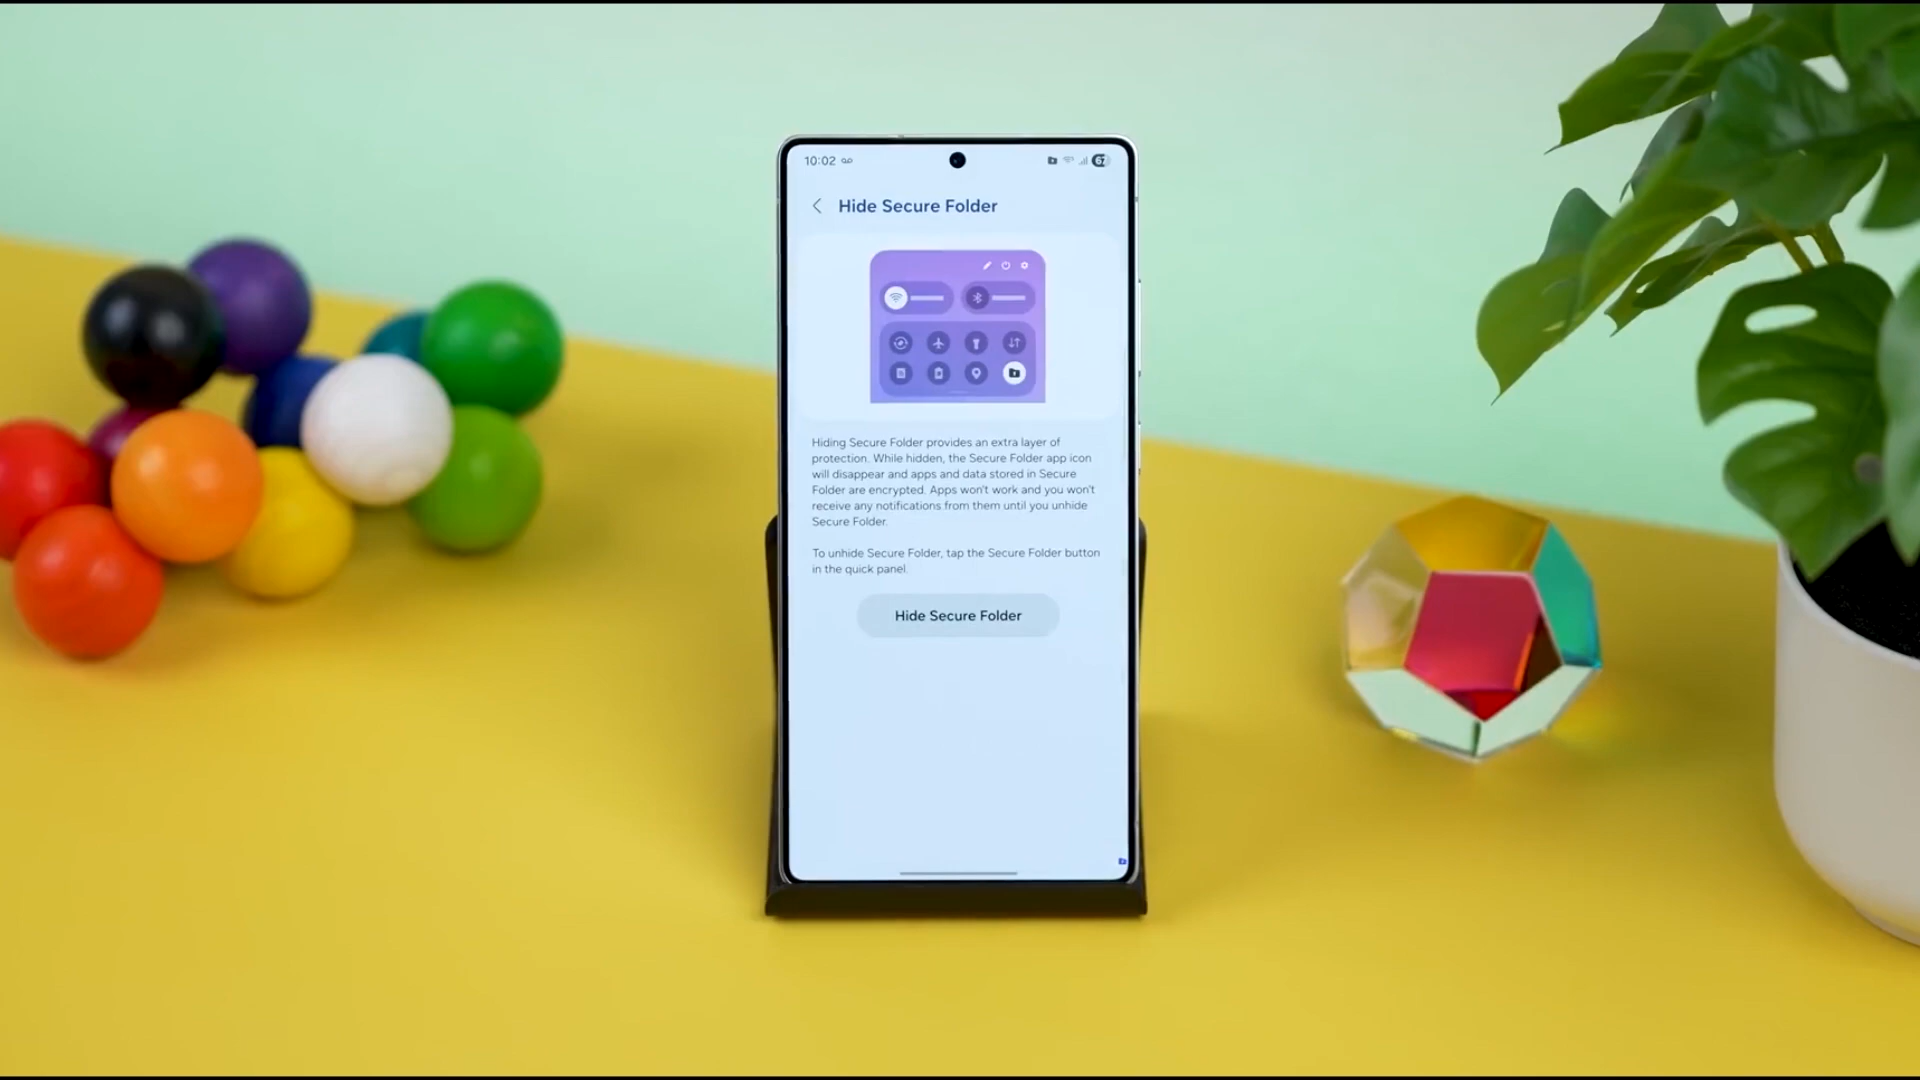 10:02
67
Hide Secure Folder
Hiding Secure Folder provides an extra layer of
protection. While hidden, the Secure Folder app icon
will disappear and apps and data stored in Secure
Folder are encrypted. Apps won't work and you won't
receive any notifications from them until you unhide
Secure Folder.
To unhide Secure Folder, tap the Secure Folder button
in the quick panel.
Hide Secure Folder